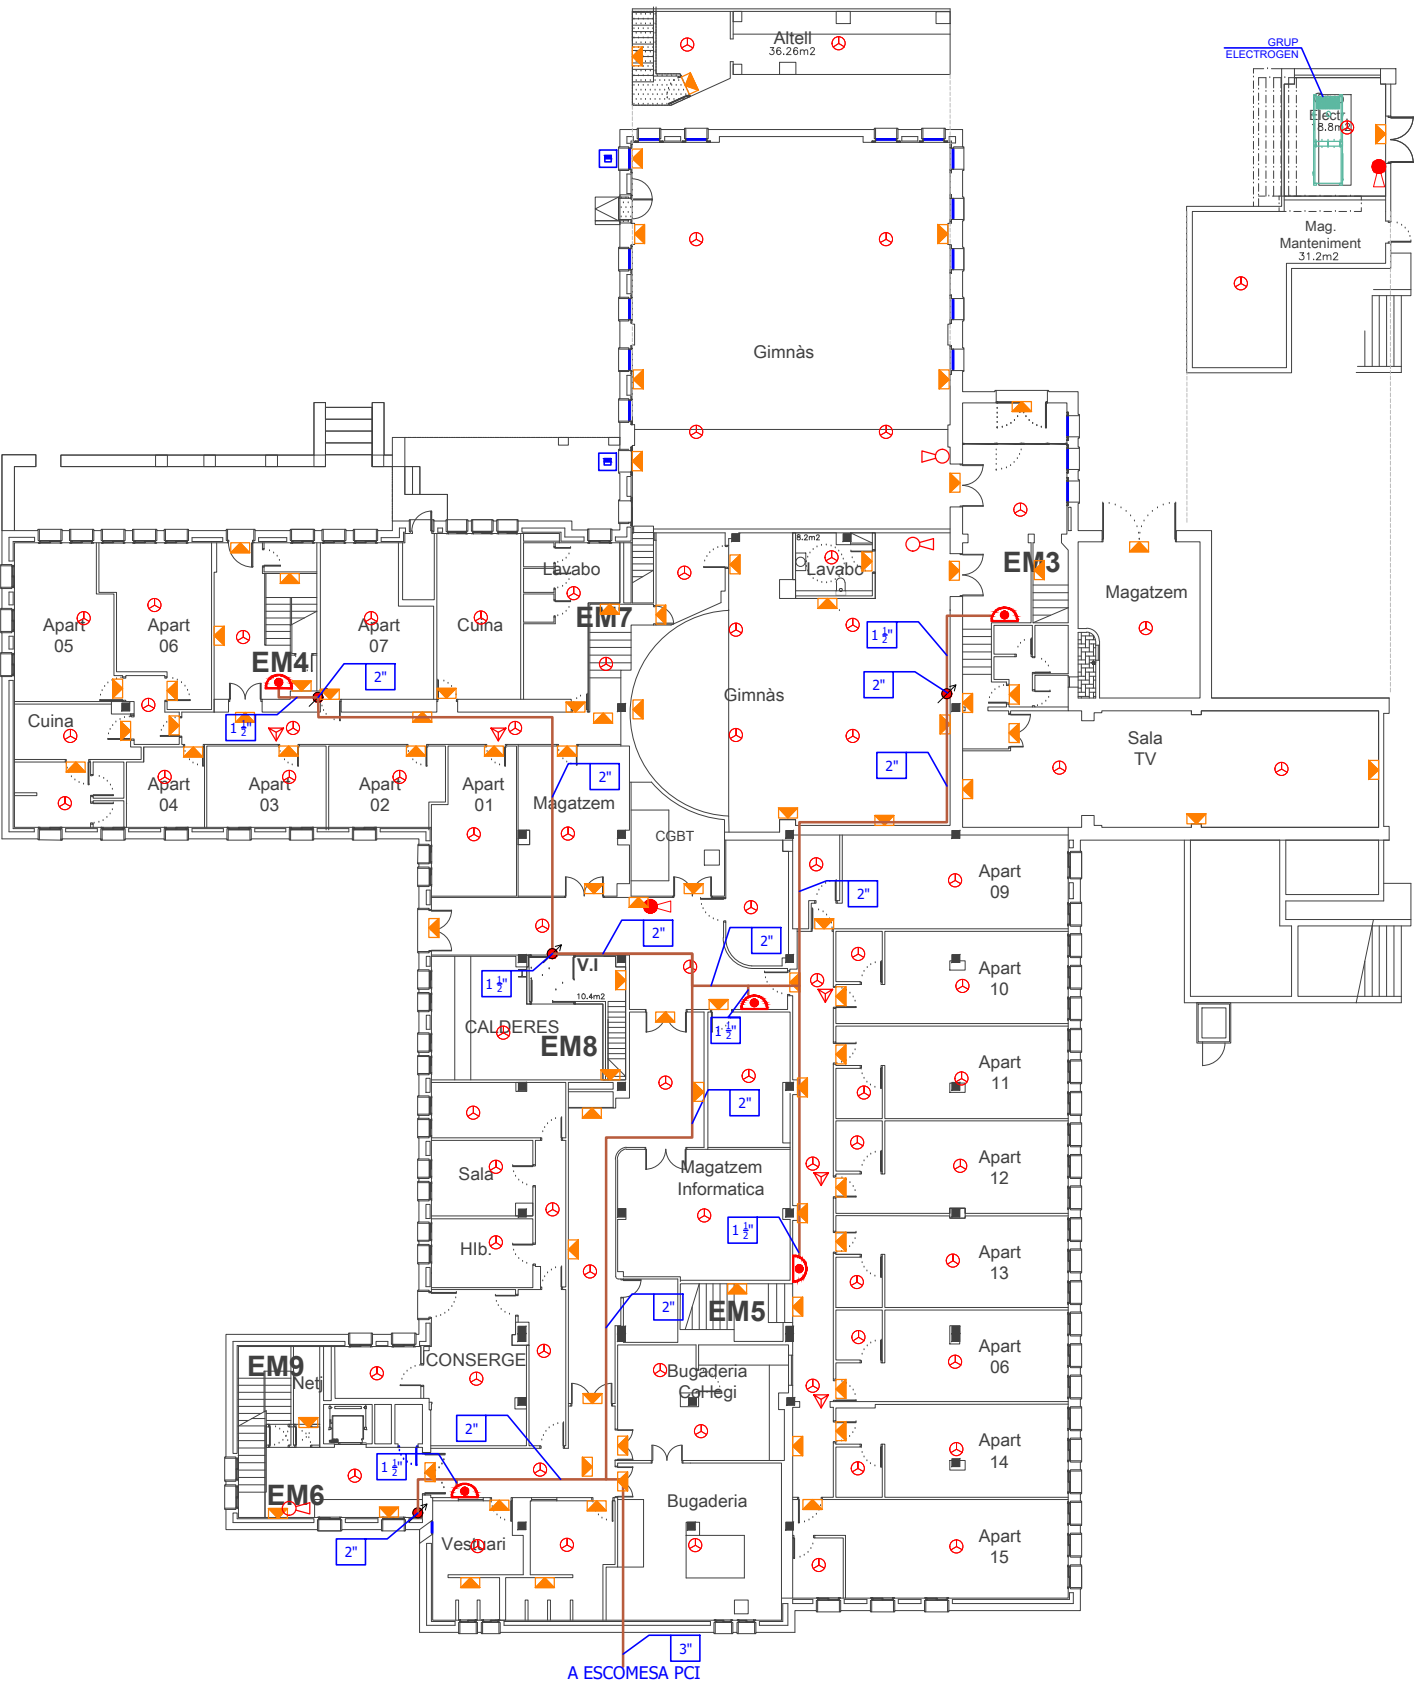 Altell
36.26m2
GRUP
ELECTROGEN
Electr.
Mag.
Manteniment
31.2m2
Gimnàs
8.2m2
Lavabo
Lavabo
EM3
Magatzem
Apart
05
Apart
06
Apart
07
Cuina
EM7
EM4
2"
1 1/2"
1 1/2"
2"
Gimnàs
Cuina
Sala
TV
2"
2"
Apart
04
Apart
03
Apart
02
Apart
01
Magatzem
CGBT
Apart
09
2"
2"
2"
V.I
10.4m2
1 1/2"
Apart
10
CALDERES
EM8
1 1/2"
Apart
11
2"
Sala
Magatzem
Informatica
Apart
12
1 1/2"
Hlb.
Apart
13
2"
EM5
EM9
Netj
CONSERGE
Bugaderia
Col·legi
Apart
06
2"
1 1/2"
Apart
14
EM6
Bugaderia
2"
Vestuari
Apart
15
3"
A ESCOMESA PCI